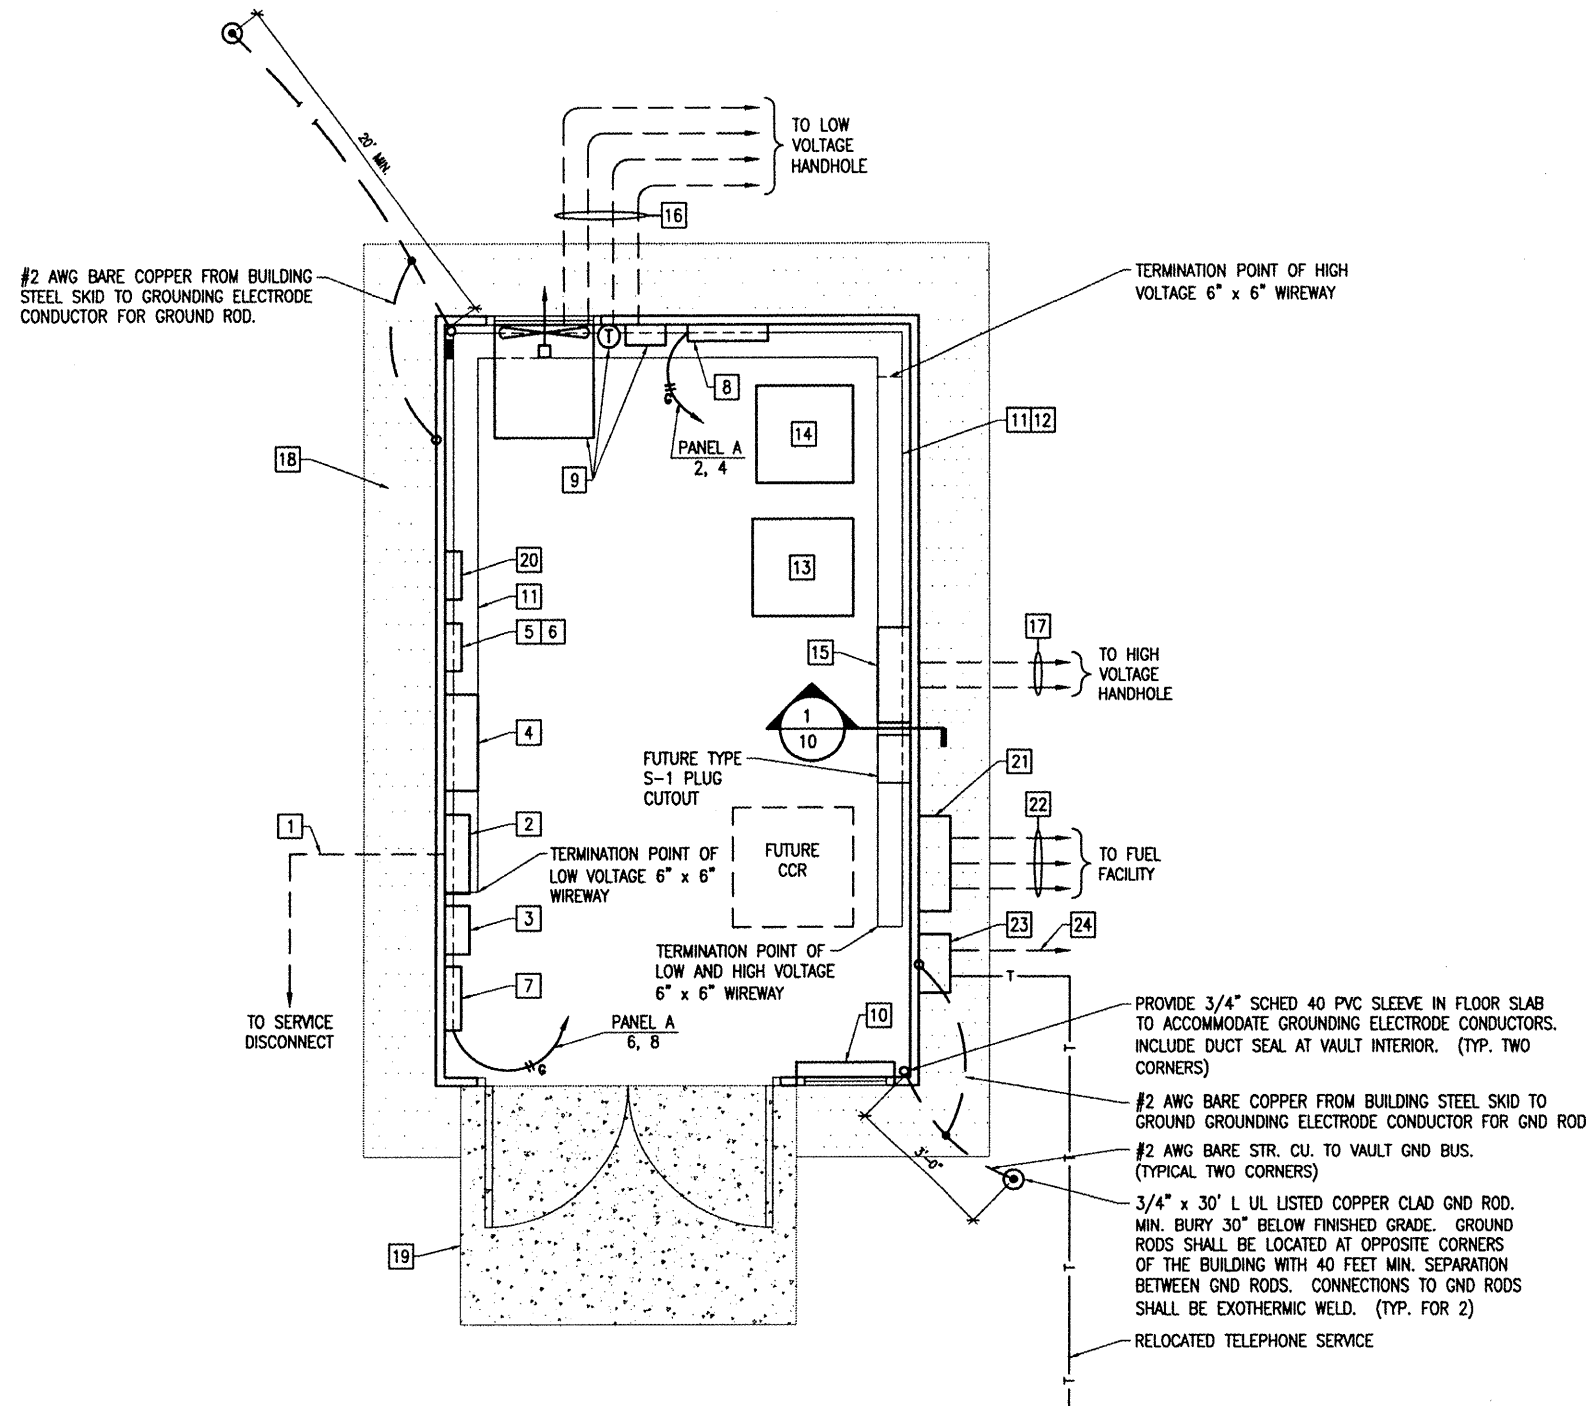 20' MIN.
TO LOW
VOLTAGE
HANDHOLE
16
#2 AWG BARE COPPER FROM BUILDING
STEEL SKID TO GROUNDING ELECTRODE
CONDUCTOR FOR GROUND ROD.
TERMINATION POINT OF HIGH
VOLTAGE 6" x 6" WIREWAY
T
8
G
PANEL A
2, 4
9
14
11 12
18
13
20
11
5 6
15
17
TO HIGH
VOLTAGE
HANDHOLE
4
1
10
FUTURE TYPE
S-1 PLUG
CUTOUT
21
22
1
2
TERMINATION POINT OF
LOW VOLTAGE 6" x 6"
WIREWAY
FUTURE
CCR
TO FUEL
FACILITY
3
23
24
TERMINATION POINT OF
LOW AND HIGH VOLTAGE
6" x 6" WIREWAY
T
7
TO SERVICE
DISCONNECT
PANEL A
6, 8
G
10
PROVIDE 3/4" SCHED 40 PVC SLEEVE IN FLOOR SLAB
TO ACCOMMODATE GROUNDING ELECTRODE CONDUCTORS.
INCLUDE DUCT SEAL AT VAULT INTERIOR. (TYP. TWO
CORNERS)
T
#2 AWG BARE COPPER FROM BUILDING STEEL SKID TO
GROUND GROUNDING ELECTRODE CONDUCTOR FOR GND ROD
3'-0"
T
#2 AWG BARE STR. CU. TO VAULT GND BUS.
(TYPICAL TWO CORNERS)
3/4" x 30' L UL LISTED COPPER CLAD GND ROD.
MIN. BURY 30" BELOW FINISHED GRADE. GROUND
RODS SHALL BE LOCATED AT OPPOSITE CORNERS
OF THE BUILDING WITH 40 FEET MIN. SEPARATION
BETWEEN GND RODS. CONNECTIONS TO GND RODS
SHALL BE EXOTHERMIC WELD. (TYP. FOR 2)
19
T
RELOCATED TELEPHONE SERVICE
T